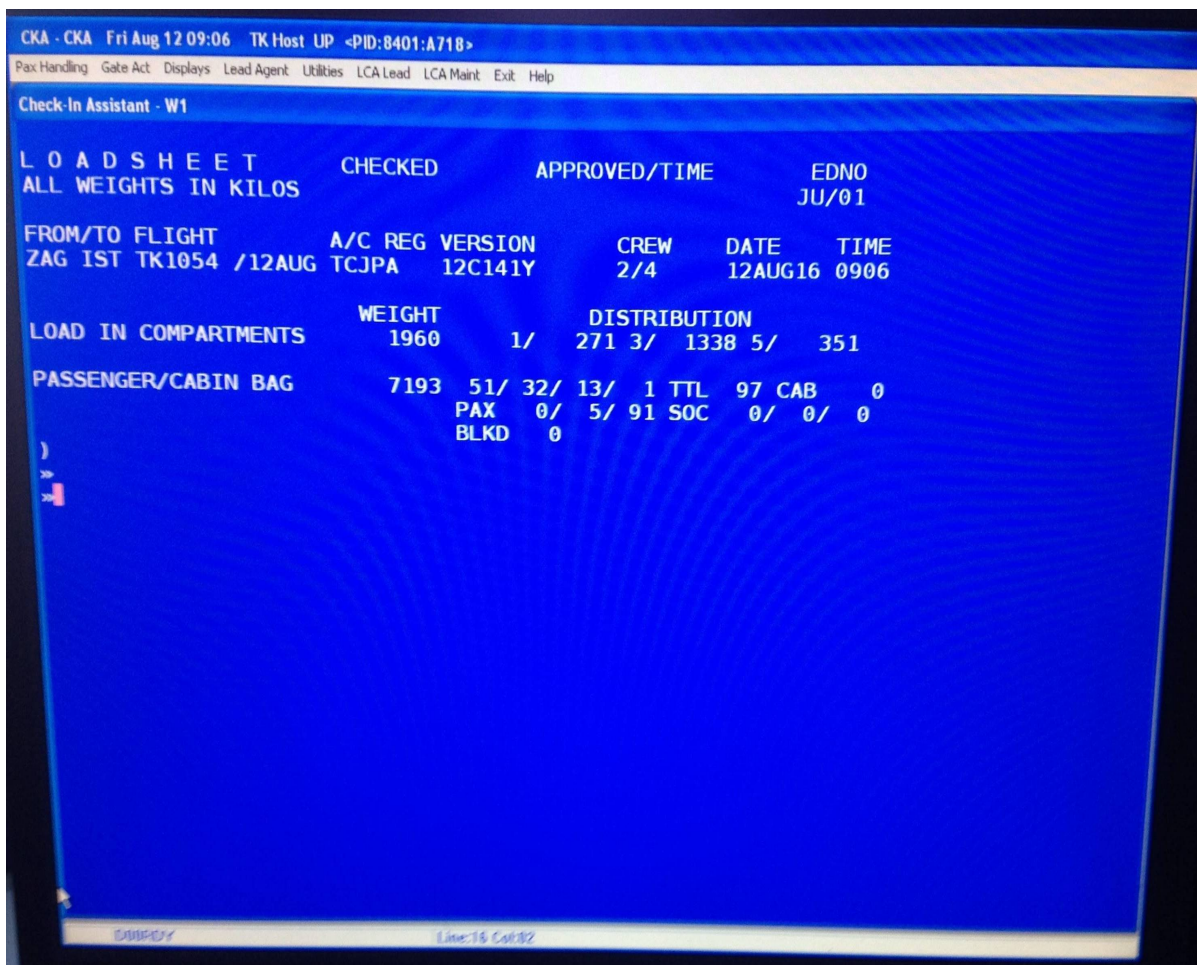 CKA - CKA Fri Aug 12 09:06 TK Host UP <PID:8401:A718>
Pax Handling Gate Act Displays Lead Agent Utilities LCA Lead LCA Maint Exit Help
Check-In Assistant - W1
L O A D S H E E T CHECKED APPROVED/TIME EDNO
ALL WEIGHTS IN KILOS JU/01
FROM/TO FLIGHT A/C REG VERSION CREW DATE TIME
ZAG IST TK1054 /12AUG TCJPA 12C141Y 2/4 12AUG16 0906
WEIGHT DISTRIBUTION
LOAD IN COMPARTMENTS 1960 1/ 271 3/ 1338 5/ 351
PASSENGER/CABIN BAG 7193 51/ 32/ 13/ 1 TTL 97 CAB 0
PAX 0/ 5/ 91 SOC 0/ 0/ 0
BLKD 0
)
»
»
Line:16 Col:02